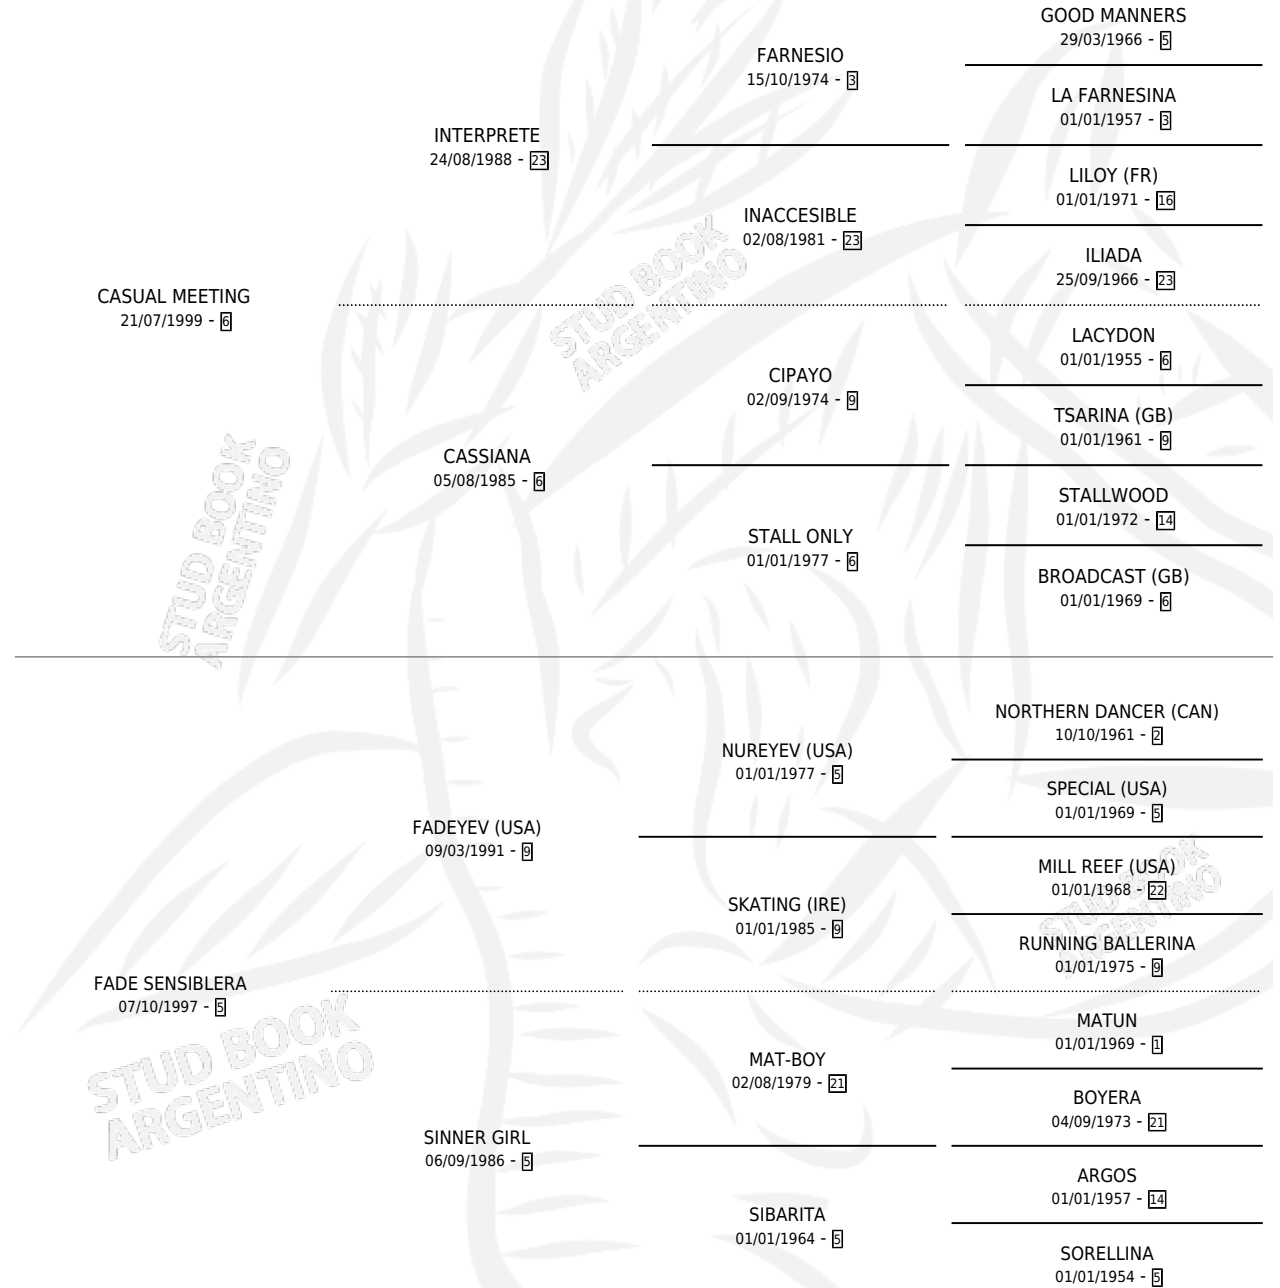 GOOD MANNERS
29/03/1966 - 5
FARNESIO
15/10/1974 - 3
LA FARNESINA
01/01/1957 - 3
INTERPRETE
24/08/1988 - 23
LILOY (FR)
01/01/1971 - 16
INACCESIBLE
02/08/1981 - 23
ILIADA
25/09/1966 - 23
CASUAL MEETING
21/07/1999 - 6
LACYDON
01/01/1955 - 6
CIPAYO
02/09/1974 - 9
TSARINA (GB)
01/01/1961 - 9
CASSIANA
05/08/1985 - 6
STALLWOOD
01/01/1972 - 14
STALL ONLY
01/01/1977 - 6
BROADCAST (GB)
01/01/1969 - 6
NORTHERN DANCER (CAN)
10/10/1961 - 2
NUREYEV (USA)
01/01/1977 - 5
SPECIAL (USA)
01/01/1969 - 5
FADEYEV (USA)
09/03/1991 - 9
MILL REEF (USA)
01/01/1968 - 22
SKATING (IRE)
01/01/1985 - 9
RUNNING BALLERINA
01/01/1975 - 9
FADE SENSIBLERA
07/10/1997 - 5
MATUN
01/01/1969 - 1
MAT-BOY
02/08/1979 - 21
BOYERA
04/09/1973 - 21
SINNER GIRL
06/09/1986 - 5
ARGOS
01/01/1957 - 14
SIBARITA
01/01/1964 - 5
SORELLINA
01/01/1954 - 5
STUD BOOK
ARGENTINO
STUD BOOK
ARGENTINO
STUD BOOK
ARGENTINO
STUD BOOK
ARGENTINO